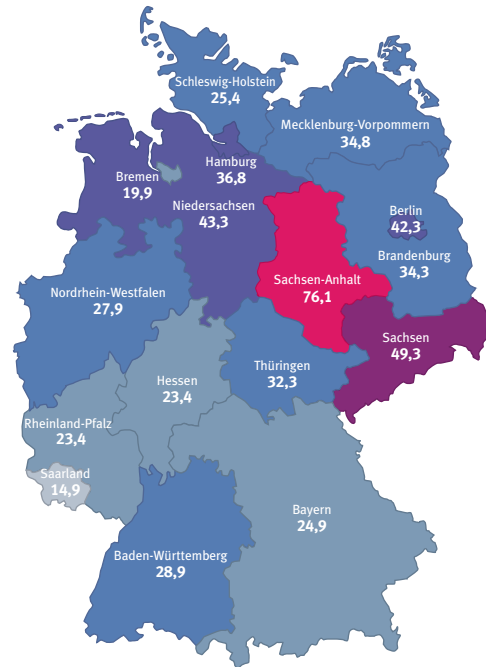 Schleswig-Holstein
25,4
Mecklenburg-Vorpommern
34,8
Hamburg
36,8
Bremen
19,9
Niedersachsen
43,3
Berlin
42,3
Brandenburg
34,3
Sachsen-Anhalt
76,1
Nordrhein-Westfalen
27,9
Sachsen
49,3
Thüringen
32,3
Hessen
23,4
Rheinland-Pfalz
23,4
Saarland
14,9
Bayern
24,9
Baden-Württemberg
28,9